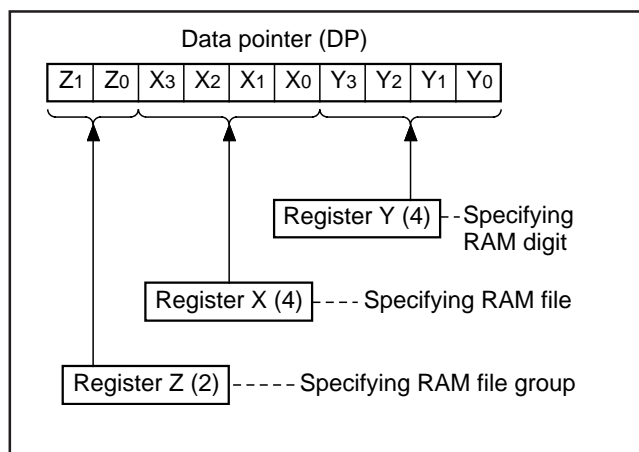 Data pointer (DP)
Z1 Z0 X3 X2 X1 X0 Y3 Y2 Y1 Y0
Register Y (4) Specifying
RAM digit
Register X (4) Specifying RAM file
Register Z (2) Specifying RAM file group